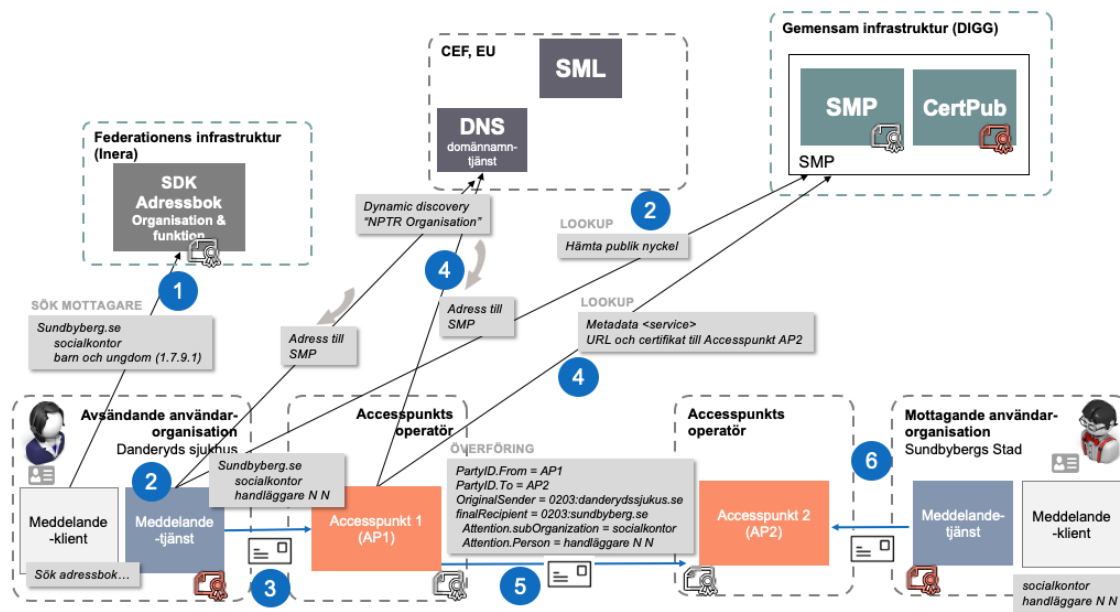 Gemensam infrastruktur (DIGG)
CEF, EU
SML
SMP
CertPub
DNS
domännamn-
tjänst
SMP
Federationens infrastruktur
(Inera)
SDK
Adressbok
Organisation &
funktion
Dynamic discovery
"NPTR Organisation"
2
LOOKUP
Hämta publik nyckel
4
1
SÖK MOTTAGARE
Sundbyberg.se
socialkontor
barn och ungdom (1.7.9.1)
Adress till
SMP
Adress till
SMP
LOOKUP
Metadata <service>
URL och certifikat till Accesspunkt AP2
4
Avsändande användar-
organisation
Danderyds sjukhus
Accesspunkts
operatör
Accesspunkts
operatör
Mottagande användar-
organisation
Sundbybergs Stad
ÖVERFÖRING
6
2
Sundbyberg.se
socialkontor
handläggare N N
PartyID.From = AP1
PartyID.To = AP2
OriginalSender = 0203:danderydssjukus.se
finalRecipient = 0203:sundbyberg.se
Attention.subOrganization = socialkontor
Attention.Person = handläggare N N
Meddelande
-klient
Meddelande
-tjänst
Accesspunkt 1
(AP1)
Accesspunkt 2
(AP2)
Meddelande-
tjänst
Meddelande
-klient
Sök adressbok…
3
5
socialkontor
handläggare N N